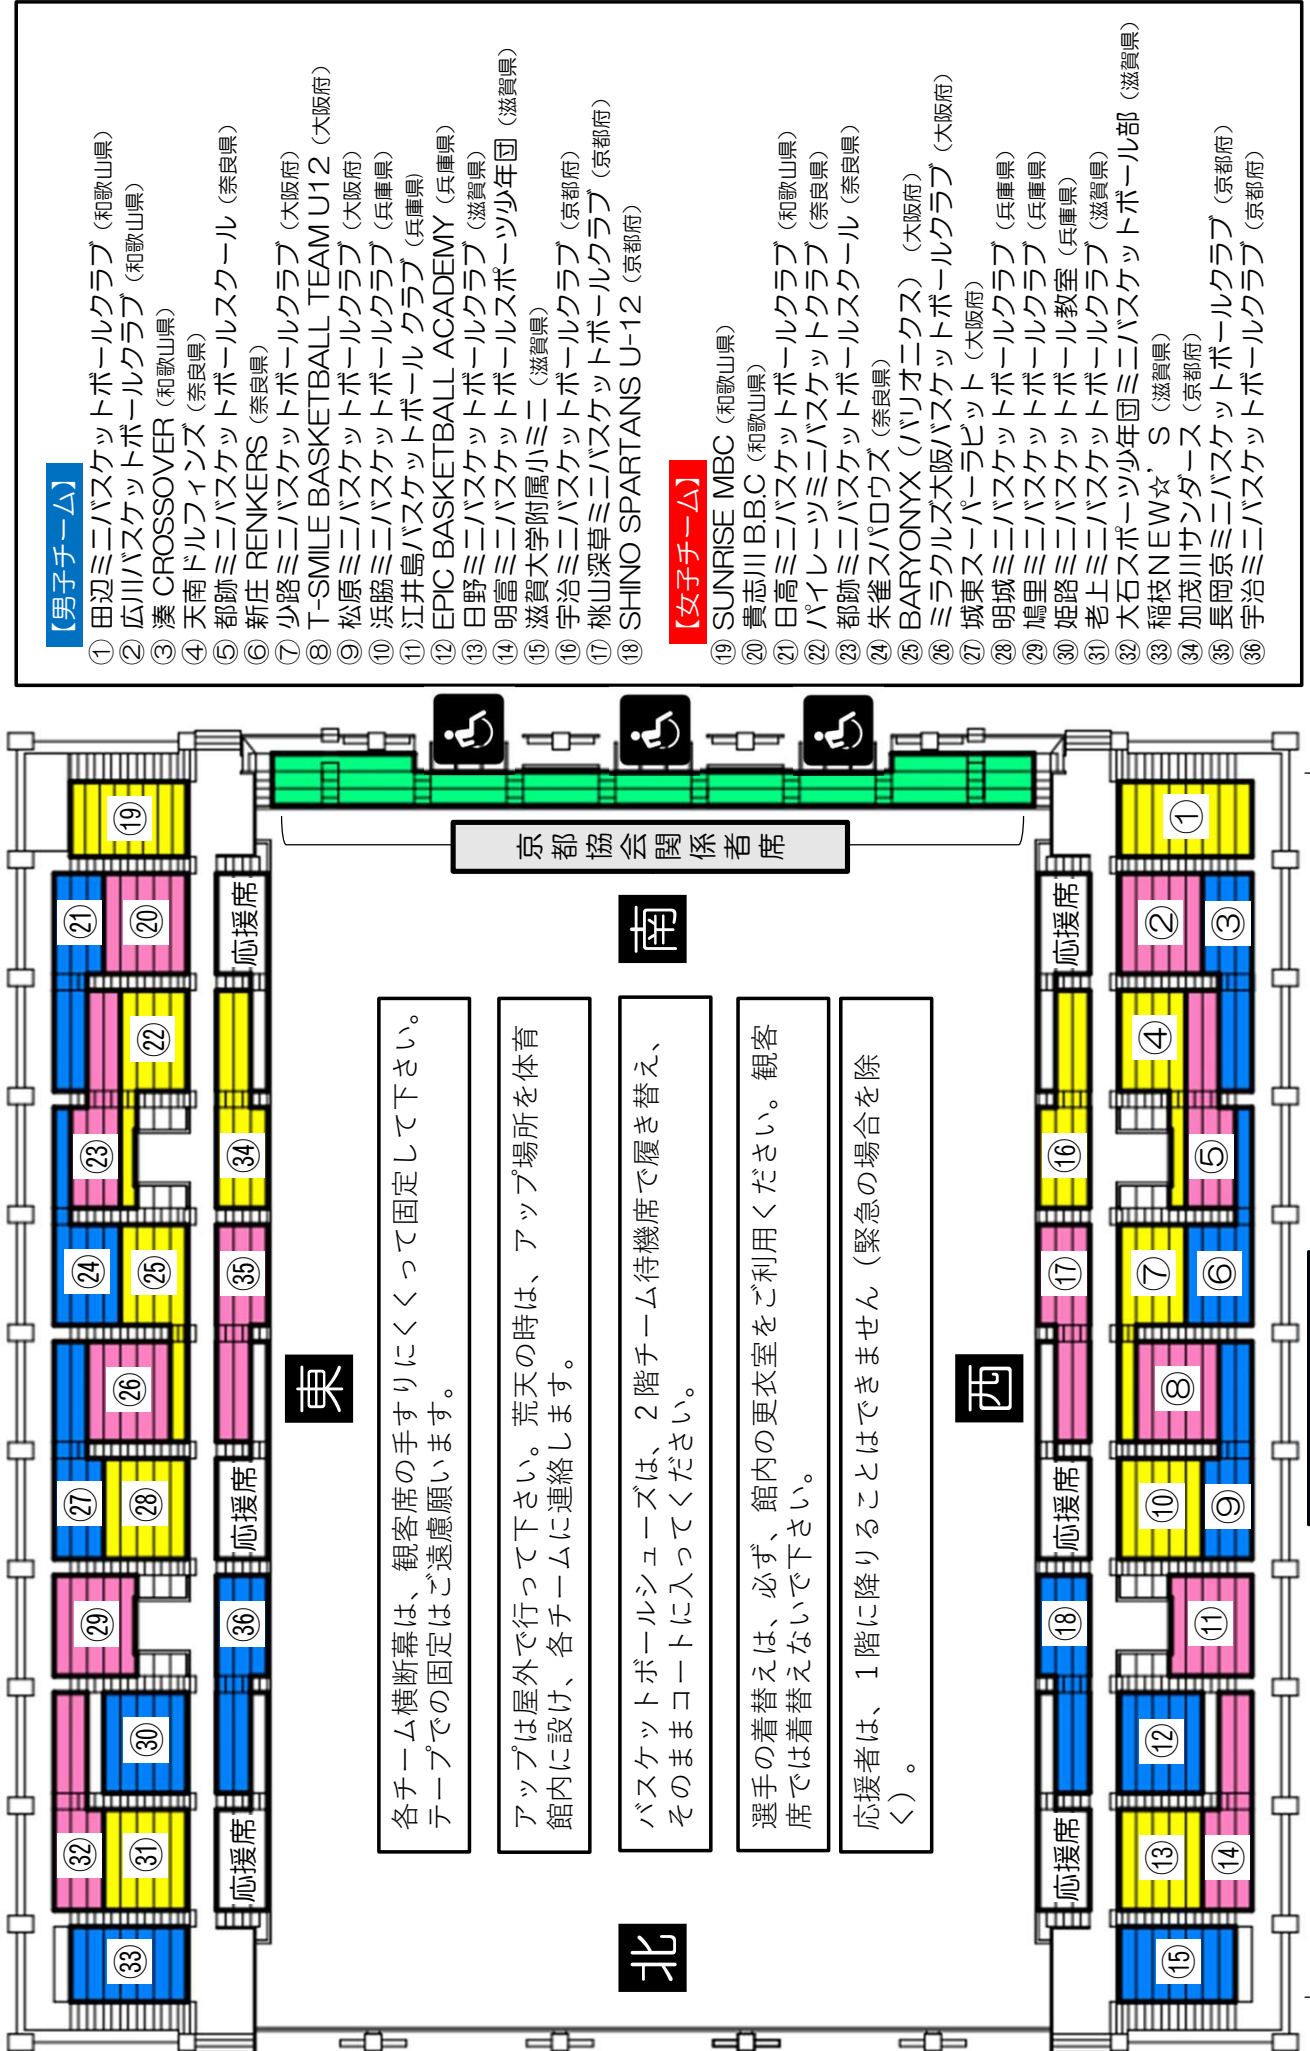 【男子チーム】
① 田辺ミニバスケットボールクラブ（和歌山県）
② 広川バスケットボールクラブ（和歌山県）
③ 湊 CROSSOVER（和歌山県）
④ 天南ドルフィンズ（奈良県）
⑤ 都跡ミニバスケットボールスクール（奈良県）
⑥ 新庄 RENKERS（奈良県）
⑦ 少路ミニバスケットボールクラブ（大阪府）
⑧ T-SMILE BASKETBALL TEAM U12（大阪府）
⑨ 松原ミニバスケットボールクラブ（大阪府）
⑩ 浜脇ミニバスケットボールクラブ（兵庫県）
⑪ 江井島バスケットボール クラブ（兵庫県）
⑫ EPIC BASKETBALL ACADEMY（兵庫県）
⑬ 日野ミニバスケットボールクラブ（滋賀県）
⑭ 明富ミニバスケットボールスポーツ少年団（滋賀県）
⑮ 滋賀大学附属小ミニ（滋賀県）
⑯ 宇治ミニバスケットボールクラブ（京都府）
⑰ 桃山深草ミニバスケットボールクラブ（京都府）
⑱ SHINO SPARTANS U-12（京都府）
【女子チーム】
⑲ SUNRISE MBC（和歌山県）
⑳ 貴志川 B.B.C（和歌山県）
㉑ 日高ミニバスケットボールクラブ（和歌山県）
㉒ パイレーツミニバスケットクラブ（奈良県）
㉓ 都跡ミニバスケットボールスクール（奈良県）
㉔ 朱雀スパロウズ（奈良県）
㉕ BARYONYX（バリオニクス）（大阪府）
㉖ ミラクルズ大阪バスケットボールクラブ（大阪府）
㉗ 城東スーパーラビット（大阪府）
㉘ 明城ミニバスケットボールクラブ（兵庫県）
㉙ 鳩里ミニバスケットボールクラブ（兵庫県）
㉚ 姫路ミニバスケットボール教室（兵庫県）
㉛ 老上ミニバスケットボールクラブ（滋賀県）
㉜ 大石スポーツ少年団ミニバスケットボール部（滋賀県）
㉝ 稲枝ＮＥＷ☆’Ｓ（滋賀県）
㉞ 加茂川サンダース（京都府）
㉟ 長岡京ミニバスケットボールクラブ（京都府）
㊱ 宇治ミニバスケットボールクラブ（京都府）
㉝ ㉜ ㉚ ㉙ ㉗ ㉖ ㉔ ㉓ ㉑ ⑲
㉛ ㉘ ㉕ ㉒ ⑳
応援席 ㊱ 応援席 ㉟ ㉞ 応援席
東
各チーム横断幕は、観客席の手すりにくくって固定して下さい。
テープでの固定はご遠慮願います。
アップは屋外で行って下さい。荒天の時は、アップ場所を体育
館内に設け、各チームに連絡します。
北
バスケットボールシューズは、２階チーム待機席で履き替え、
そのままコートに入ってください。
南
京都協会関係者席
選手の着替えは、必ず、館内の更衣室をご利用ください。観客
席では着替えないで下さい。
応援者は、１階に降りることはできません（緊急の場合を除
く）。
西
応援席 ⑱ 応援席 ⑰ ⑯ 応援席
⑮ ⑬ ⑫ ⑪ ⑩ ⑧ ⑦ ④ ② ①
⑭ ⑨ ⑥ ⑤ ③